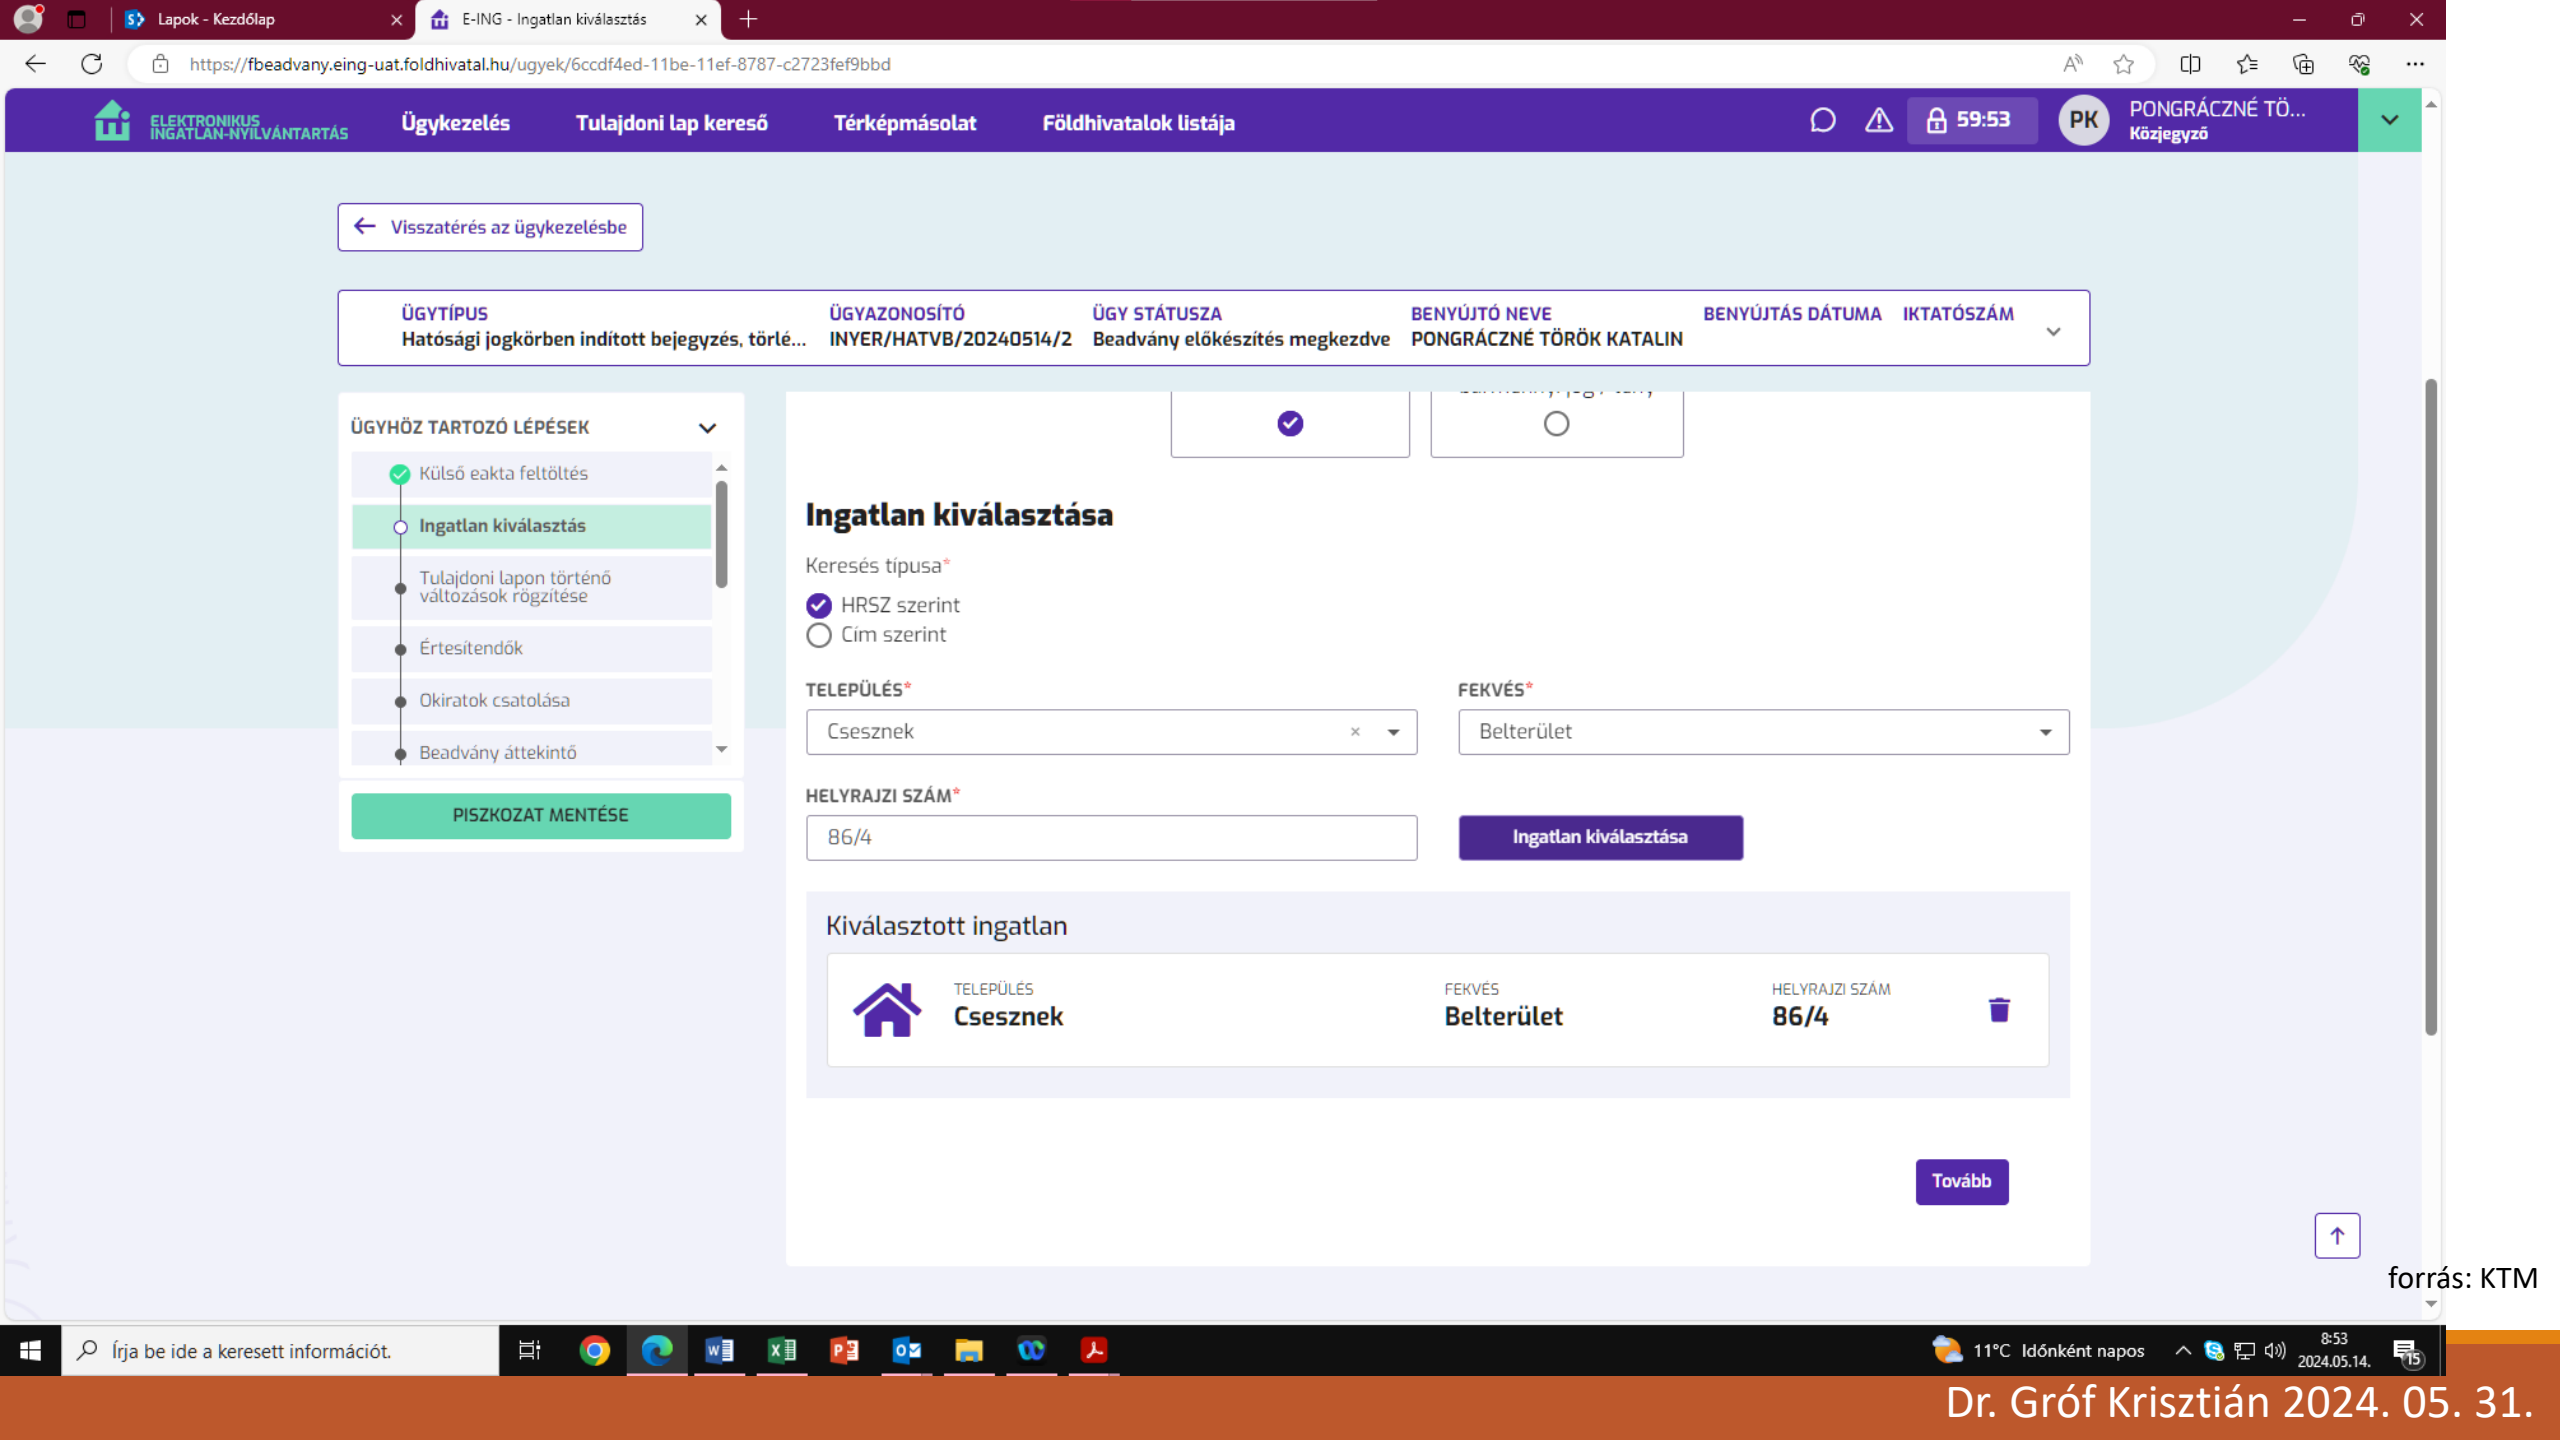 Lapok - Kezdőlap
E-ING - Ingatlan kiválasztás
https://fbeadvany.eing-uat.foldhivatal.hu/ugyek/6ccdf4ed-11be-11ef-8787-c2723fef9bbd
ELEKTRONIKUS
INGATLAN-NYILVÁNTARTÁS
Ügykezelés
Tulajdoni lap kereső
Térképmásolat
Földhivatalok listája
59:53
PK
PONGRÁCZNÉ TÖ...
Közjegyző
Visszatérés az ügykezelésbe
ÜGYTÍPUS
Hatósági jogkörben indított bejegyzés, törlé...
ÜGYAZONOSÍTÓ
INYER/HATVB/20240514/2
ÜGY STÁTUSZA
Beadvány előkészítés megkezdve
BENYÚJTÓ NEVE
PONGRÁCZNÉ TÖRÖK KATALIN
BENYÚJTÁS DÁTUMA
IKTATÓSZÁM
ÜGYHÖZ TARTOZÓ LÉPÉSEK
Külső eakta feltöltés
Ingatlan kiválasztás
Tulajdoni lapon történő
változások rögzítése
Értesítendők
Okiratok csatolása
Beadvány áttekintő
PISZKOZAT MENTÉSE
Ingatlan kiválasztása
Keresés típusa*
HRSZ szerint
Cím szerint
TELEPÜLÉS*
Csesznek
FEKVÉS*
Belterület
HELYRAJZI SZÁM*
86/4
Ingatlan kiválasztása
Kiválasztott ingatlan
TELEPÜLÉS
Csesznek
FEKVÉS
Belterület
HELYRAJZI SZÁM
86/4
Tovább
forrás: KTM
Írja be ide a keresett információt.
11°C Időnként napos
8:53
2024.05.14.
15
Dr. Gróf Krisztián 2024. 05. 31.